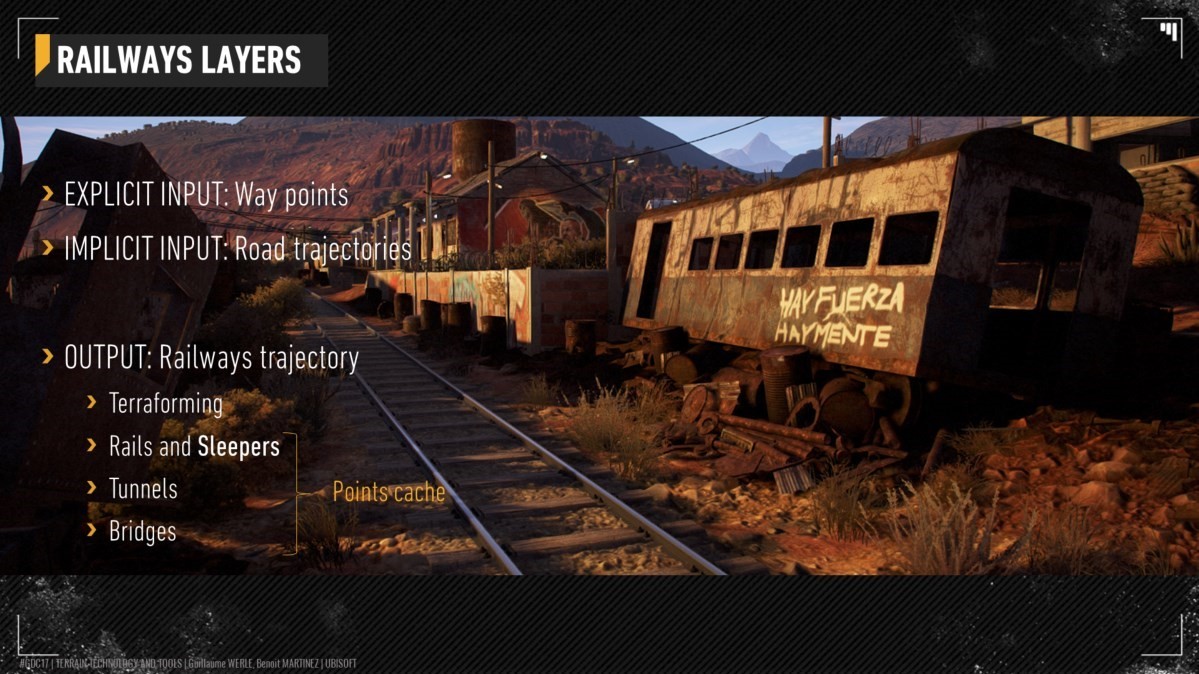 RAILWAYS LAYERS
EXPLICIT INPUT: Way points
IMPLICIT INPUT: Road trajectories
OUTPUT: Railways trajectory
Terraforming
Rails and Sleepers
Tunnels
Bridges
Points cache
HAY FUERZA
HAYMENTE
#GDC17 | TERRAIN TECHNOLOGY AND TOOLS | Guillaume WERLE, Benoit MARTINEZ | UBISOFT